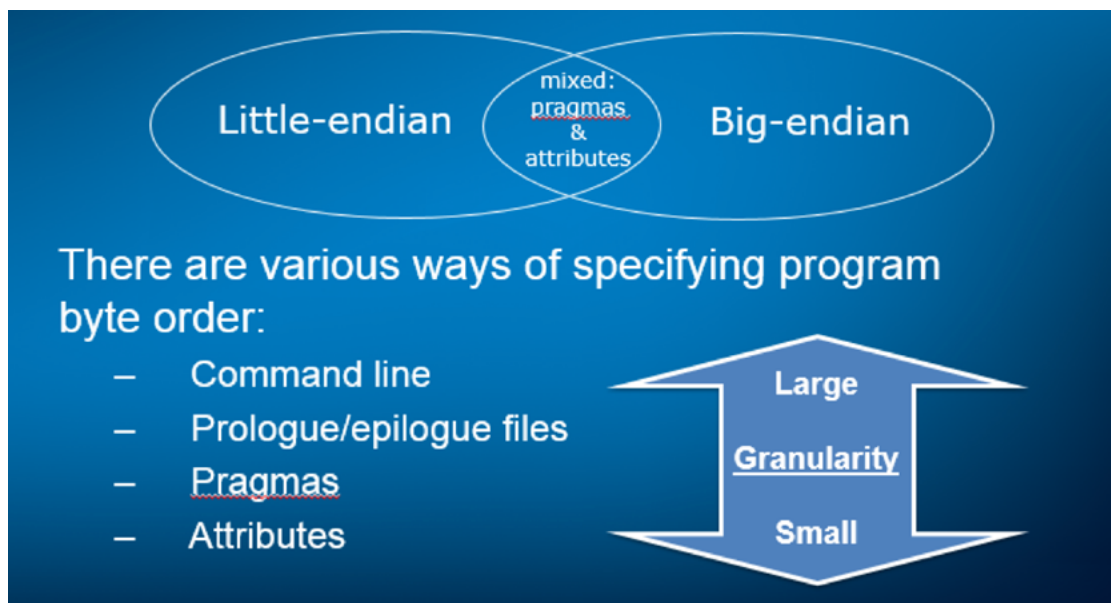 Little-endian
mixed:
pragmas
&
attributes
Big-endian
There are various ways of specifying program
byte order:
– Command line
– Prologue/epilogue files
– Pragmas
– Attributes
Large
Granularity
Small